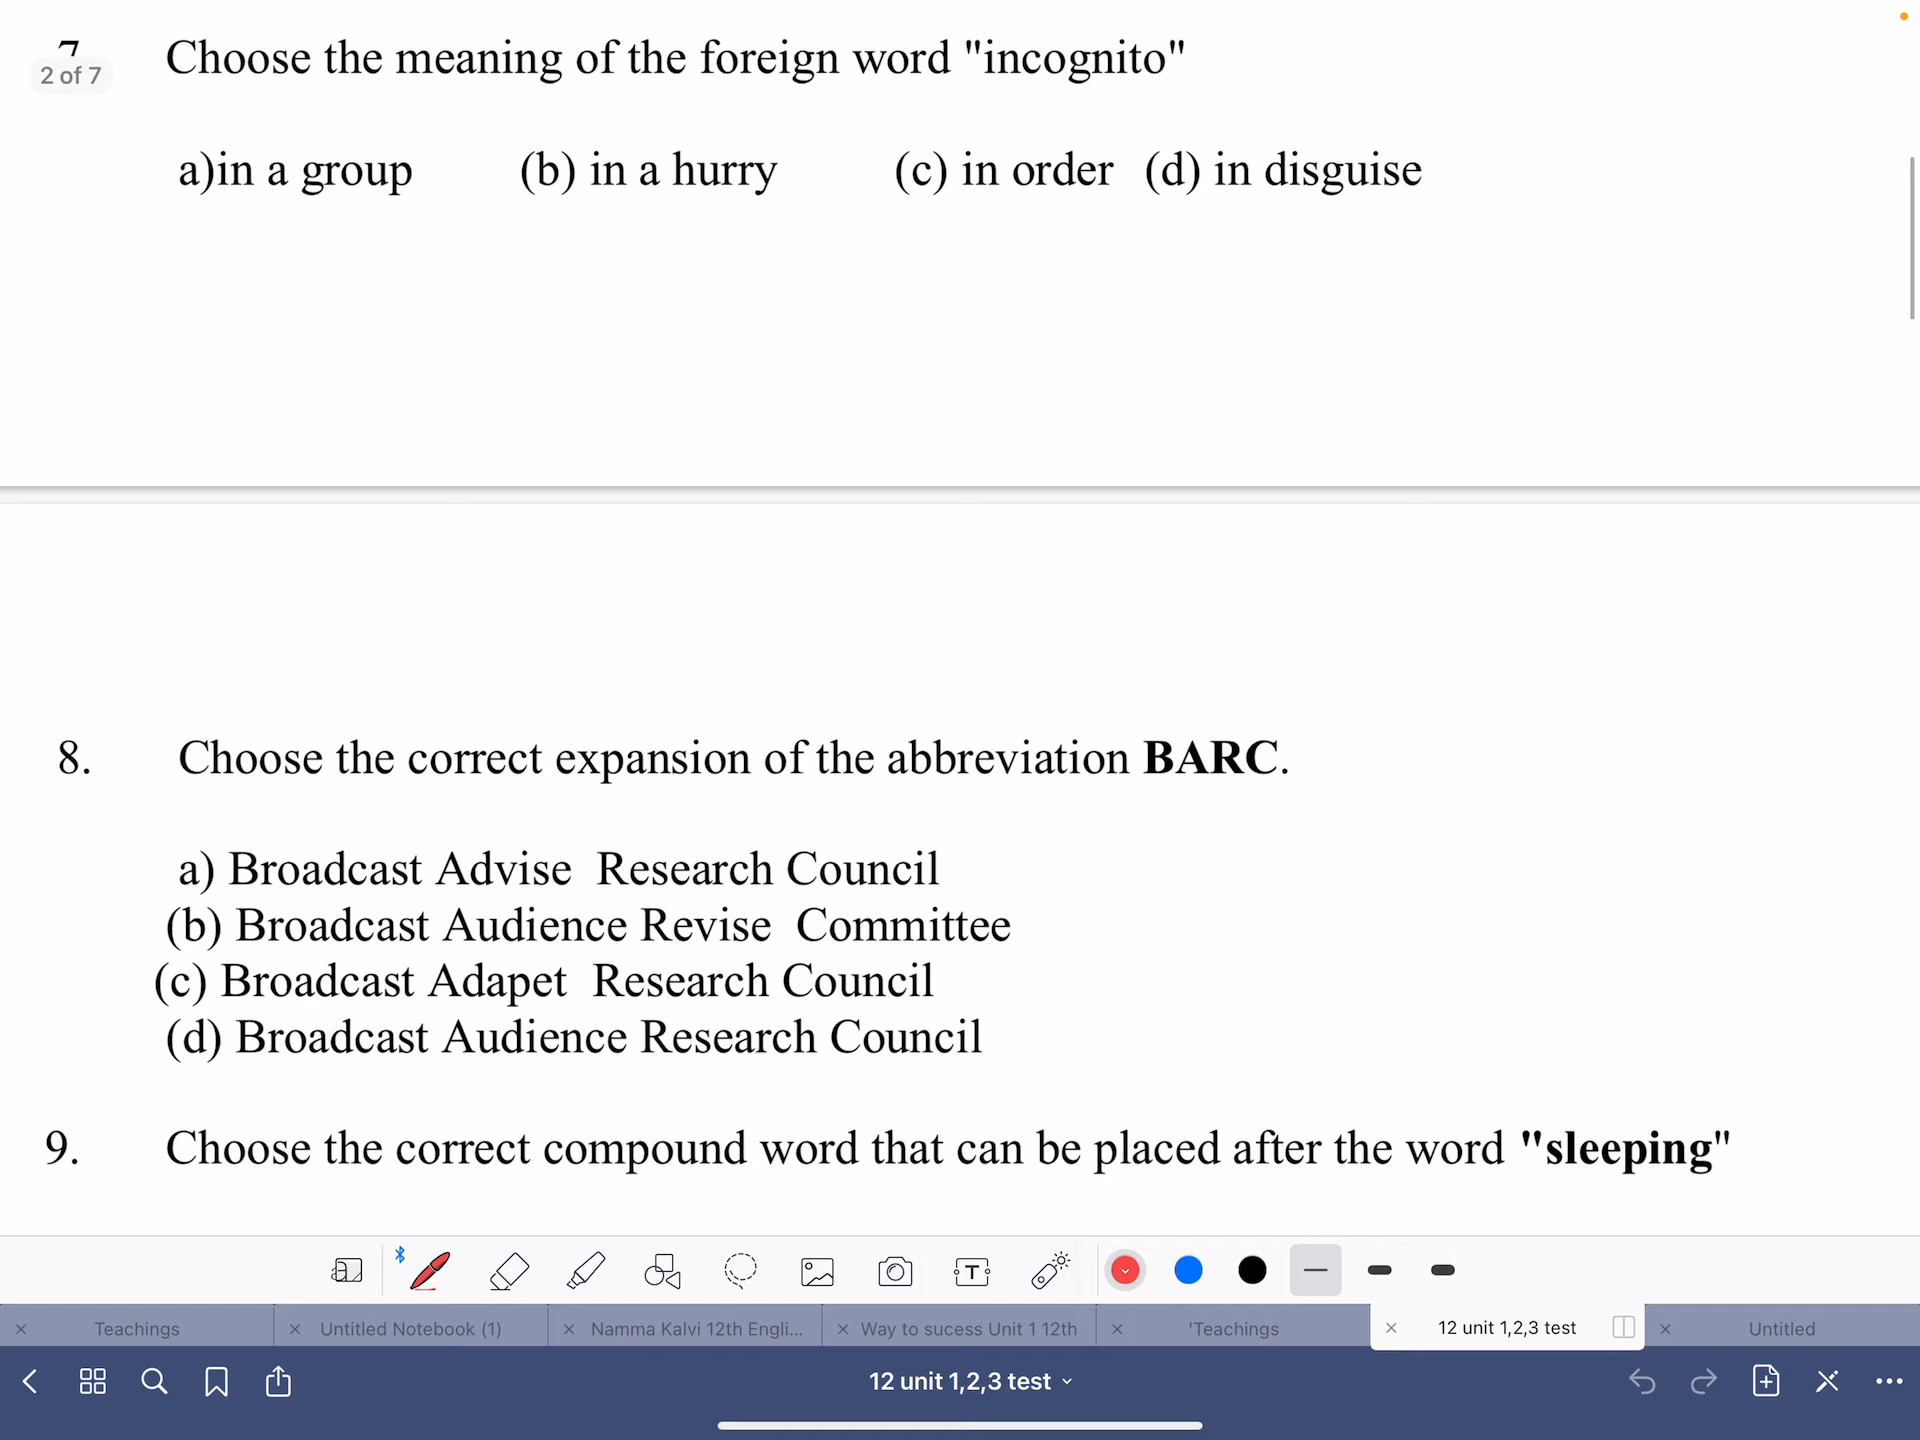 7
2 of 7
Choose the meaning of the foreign word "incognito"
a)in a group (b) in a hurry (c) in order (d) in disguise
8. Choose the correct expansion of the abbreviation BARC.
a) Broadcast Advise Research Council
(b) Broadcast Audience Revise Committee
(c) Broadcast Adapet Research Council
(d) Broadcast Audience Research Council
9. Choose the correct compound word that can be placed after the word "sleeping"
Teachings Untitled Notebook (1) Namma Kalvi 12th Engli... Way to sucess Unit 1 12th 'Teachings 12 unit 1,2,3 test Untitled
12 unit 1,2,3 test